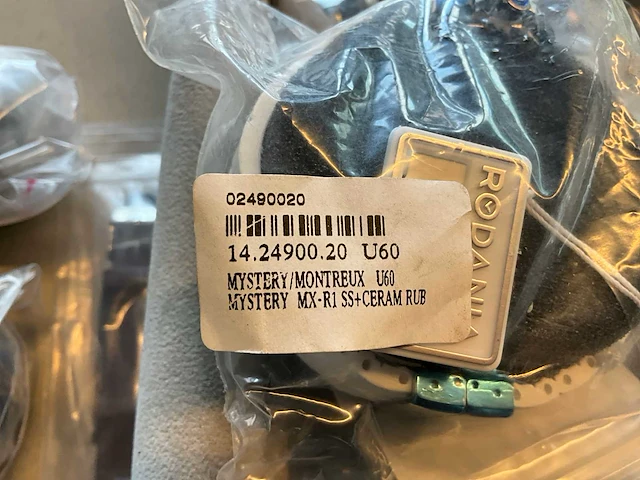 02490020
14.24900.20 U60
MYSTERY/MONTREUX U60
MYSTERY MX-R1 SS+CERAM RUB
RODANIA